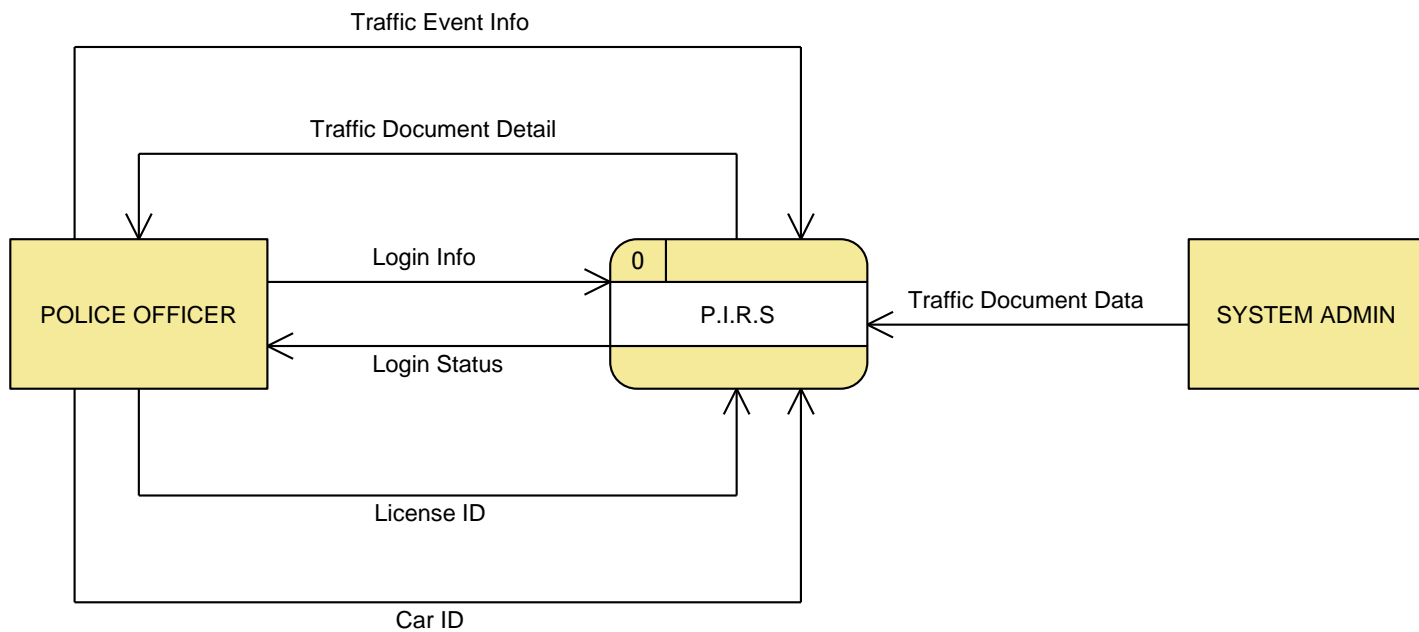 Traffic Event Info
Traffic Document Detail
Login Info
0
POLICE OFFICER
P.I.R.S
Traffic Document Data
SYSTEM ADMIN
Login Status
License ID
Car ID